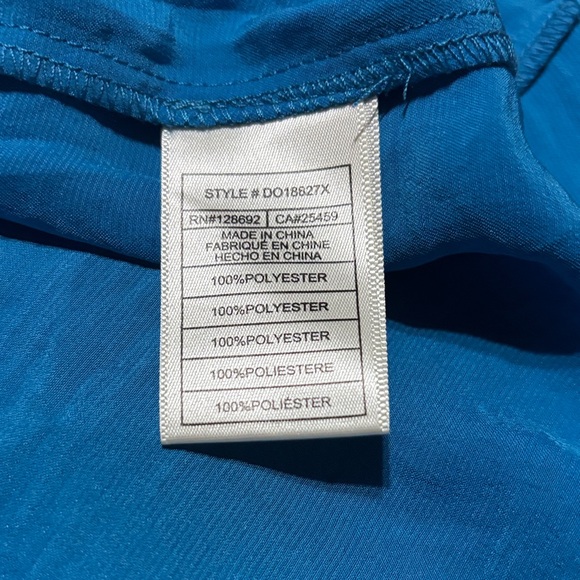 STYLE # DO18827X
RN#128692 | CA#25459
MADE IN CHINA
FABRIQUÉ EN CHINE
HECHO EN CHINA
100%POLYESTER
100%POLYESTER
100%POLYESTER
100%POLIESTERE
100%POLIÉSTER